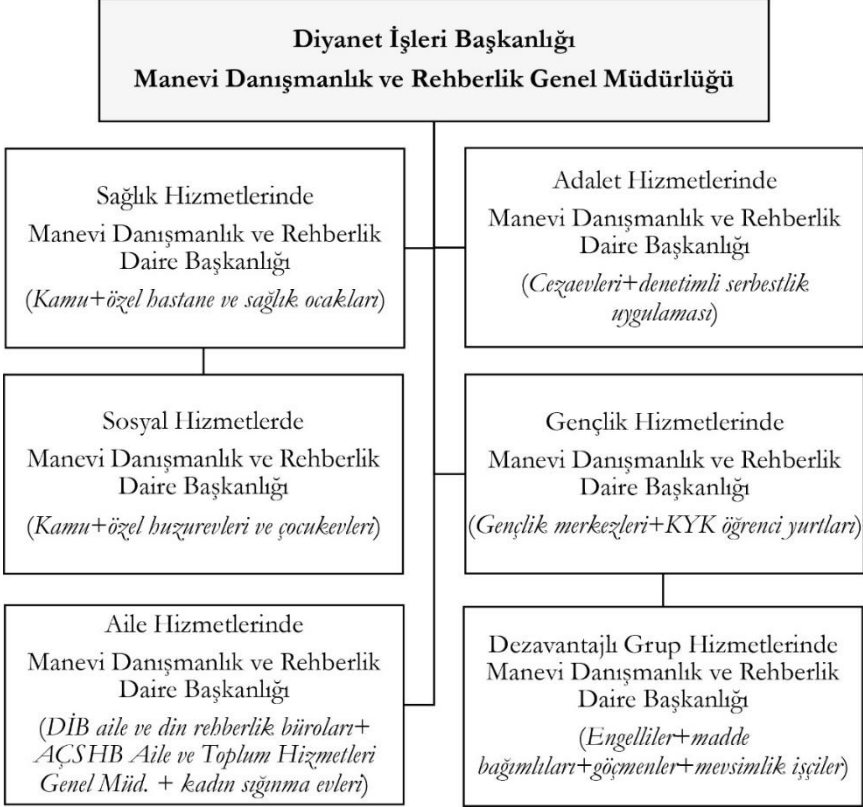 Diyanet İşleri Başkanlığı
Manevi Danışmanlık ve Rehberlik Genel Müdürlüğü
Sağlık Hizmetlerinde
Manevi Danışmanlık ve Rehberlik
Daire Başkanlığı
(Kamu+özel hastane ve sağlık ocakları)
Adalet Hizmetlerinde
Manevi Danışmanlık ve Rehberlik
Daire Başkanlığı
(Cezaevleri+denetimli serbestlik
uygulaması)
Sosyal Hizmetlerde
Manevi Danışmanlık ve Rehberlik
Daire Başkanlığı
(Kamu+özel huzurevleri ve çocukevleri)
Gençlik Hizmetlerinde
Manevi Danışmanlık ve Rehberlik
Daire Başkanlığı
(Gençlik merkezleri+KYK öğrenci yurtları)
Aile Hizmetlerinde
Manevi Danışmanlık ve Rehberlik
Daire Başkanlığı
(DİB aile ve din rehberlik büroları+
AÇSHB Aile ve Toplum Hizmetleri
Genel Müd. + kadın sığınma evleri)
Dezavantajlı Grup Hizmetlerinde
Manevi Danışmanlık ve Rehberlik
Daire Başkanlığı
(Engelliler+madde
bağımlıları+göçmenler+mevsimlik işçiler)